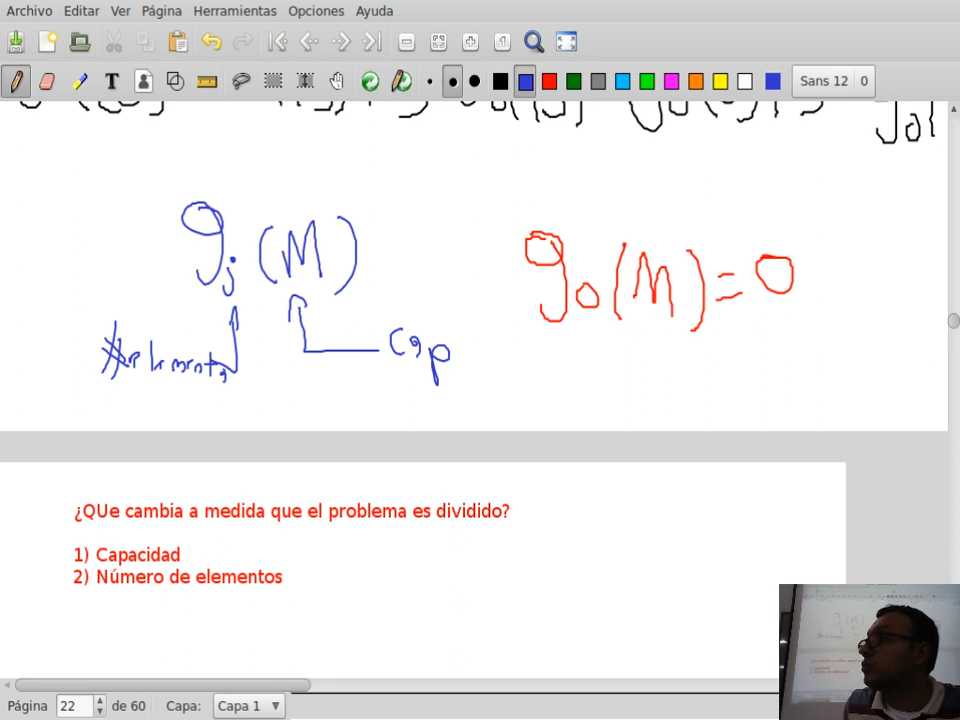 Archivo Editar Ver Página Herramientas Opciones Ayuda
T Sans 12 0
gj (M)
g0 (M) = 0
# elementos
Cap
¿QUe cambia a medida que el problema es dividido?
1) Capacidad
2) Número de elementos
Página 22 de 60 Capa: Capa 1